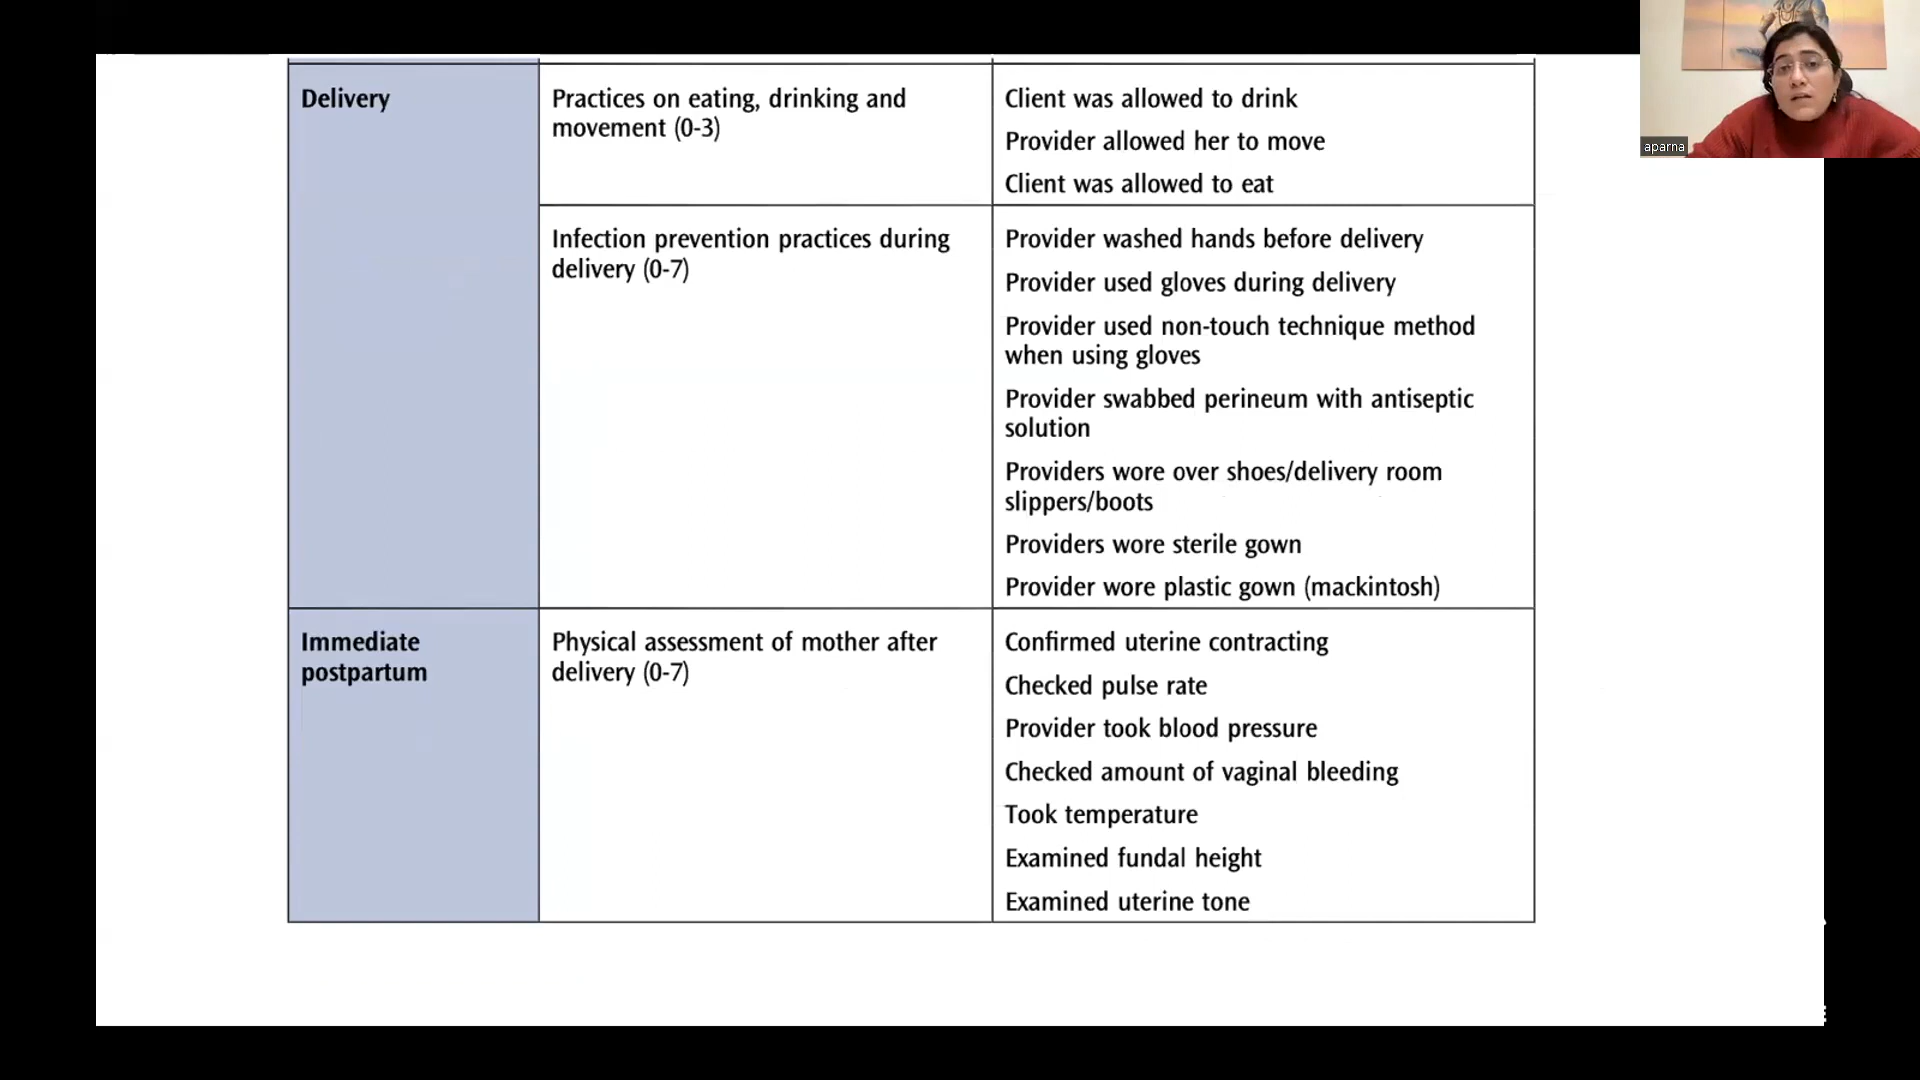 Delivery
Practices on eating, drinking and
movement (0-3)
Client was allowed to drink
Provider allowed her to move
Client was allowed to eat
Infection prevention practices during
delivery (0-7)
Provider washed hands before delivery
Provider used gloves during delivery
Provider used non-touch technique method
when using gloves
Provider swabbed perineum with antiseptic
solution
Providers wore over shoes/delivery room
slippers/boots
Providers wore sterile gown
Provider wore plastic gown (mackintosh)
Immediate
postpartum
Physical assessment of mother after
delivery (0-7)
Confirmed uterine contracting
Checked pulse rate
Provider took blood pressure
Checked amount of vaginal bleeding
Took temperature
Examined fundal height
Examined uterine tone
aparna